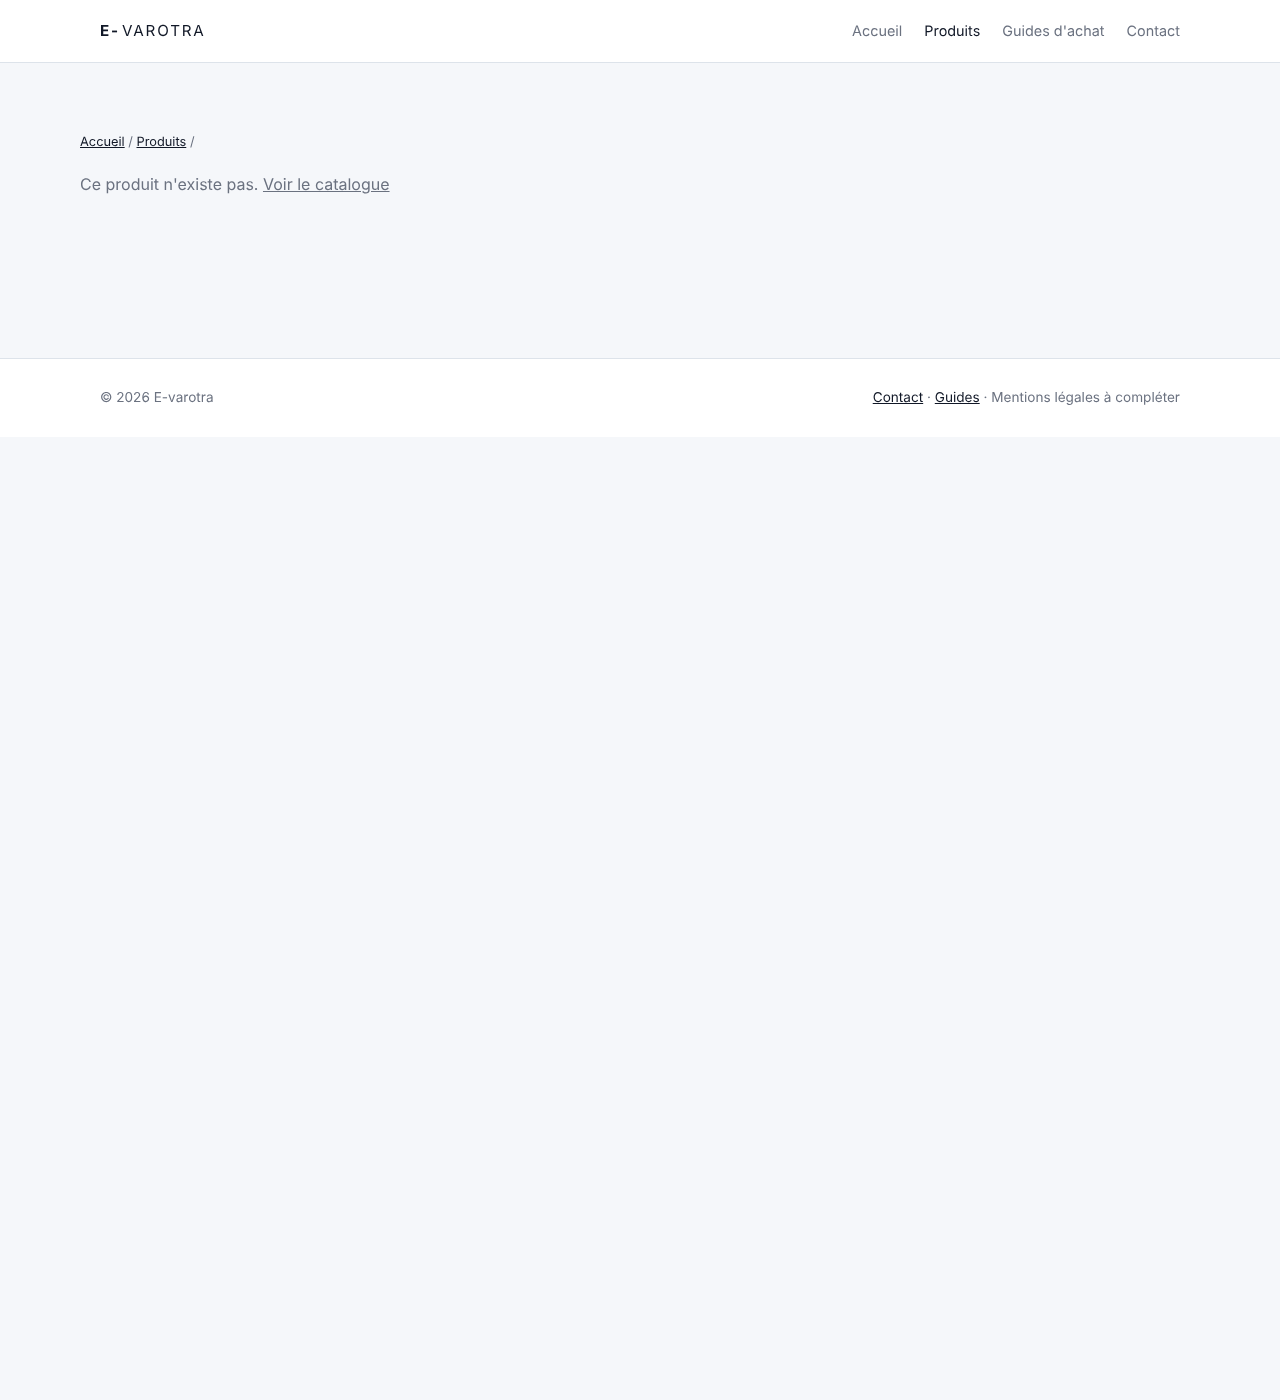 E-VAROTRA
Accueil Produits Guides d'achat Contact
Accueil / Produits /
Ce produit n'existe pas. Voir le catalogue
© 2026 E-varotra
Contact · Guides · Mentions légales à compléter